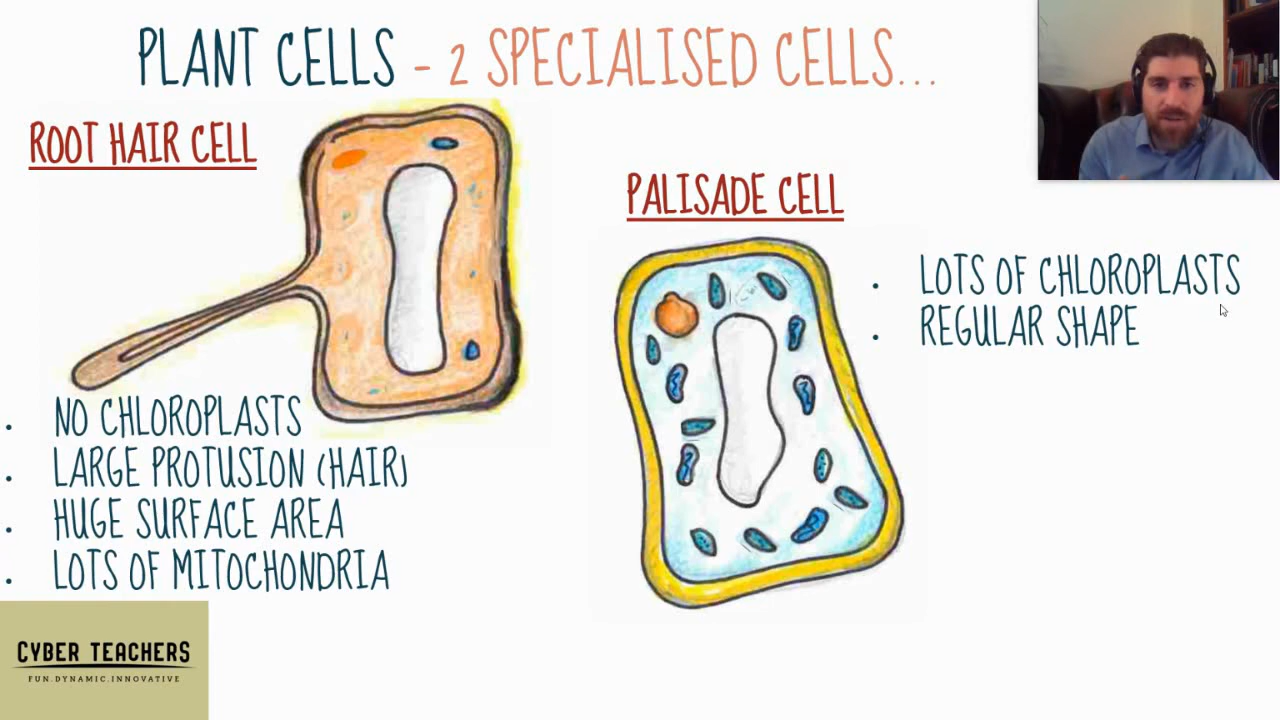 PLANT CELLS - 2 SPECIALISED CELLS...
ROOT HAIR CELL
• NO CHLOROPLASTS
• LARGE PROTUSION (HAIR)
• HUGE SURFACE AREA
• LOTS OF MITOCHONDRIA
PALISADE CELL
• LOTS OF CHLOROPLASTS
• REGULAR SHAPE
CYBER TEACHERS
FUN.DYNAMIC.INNOVATIVE